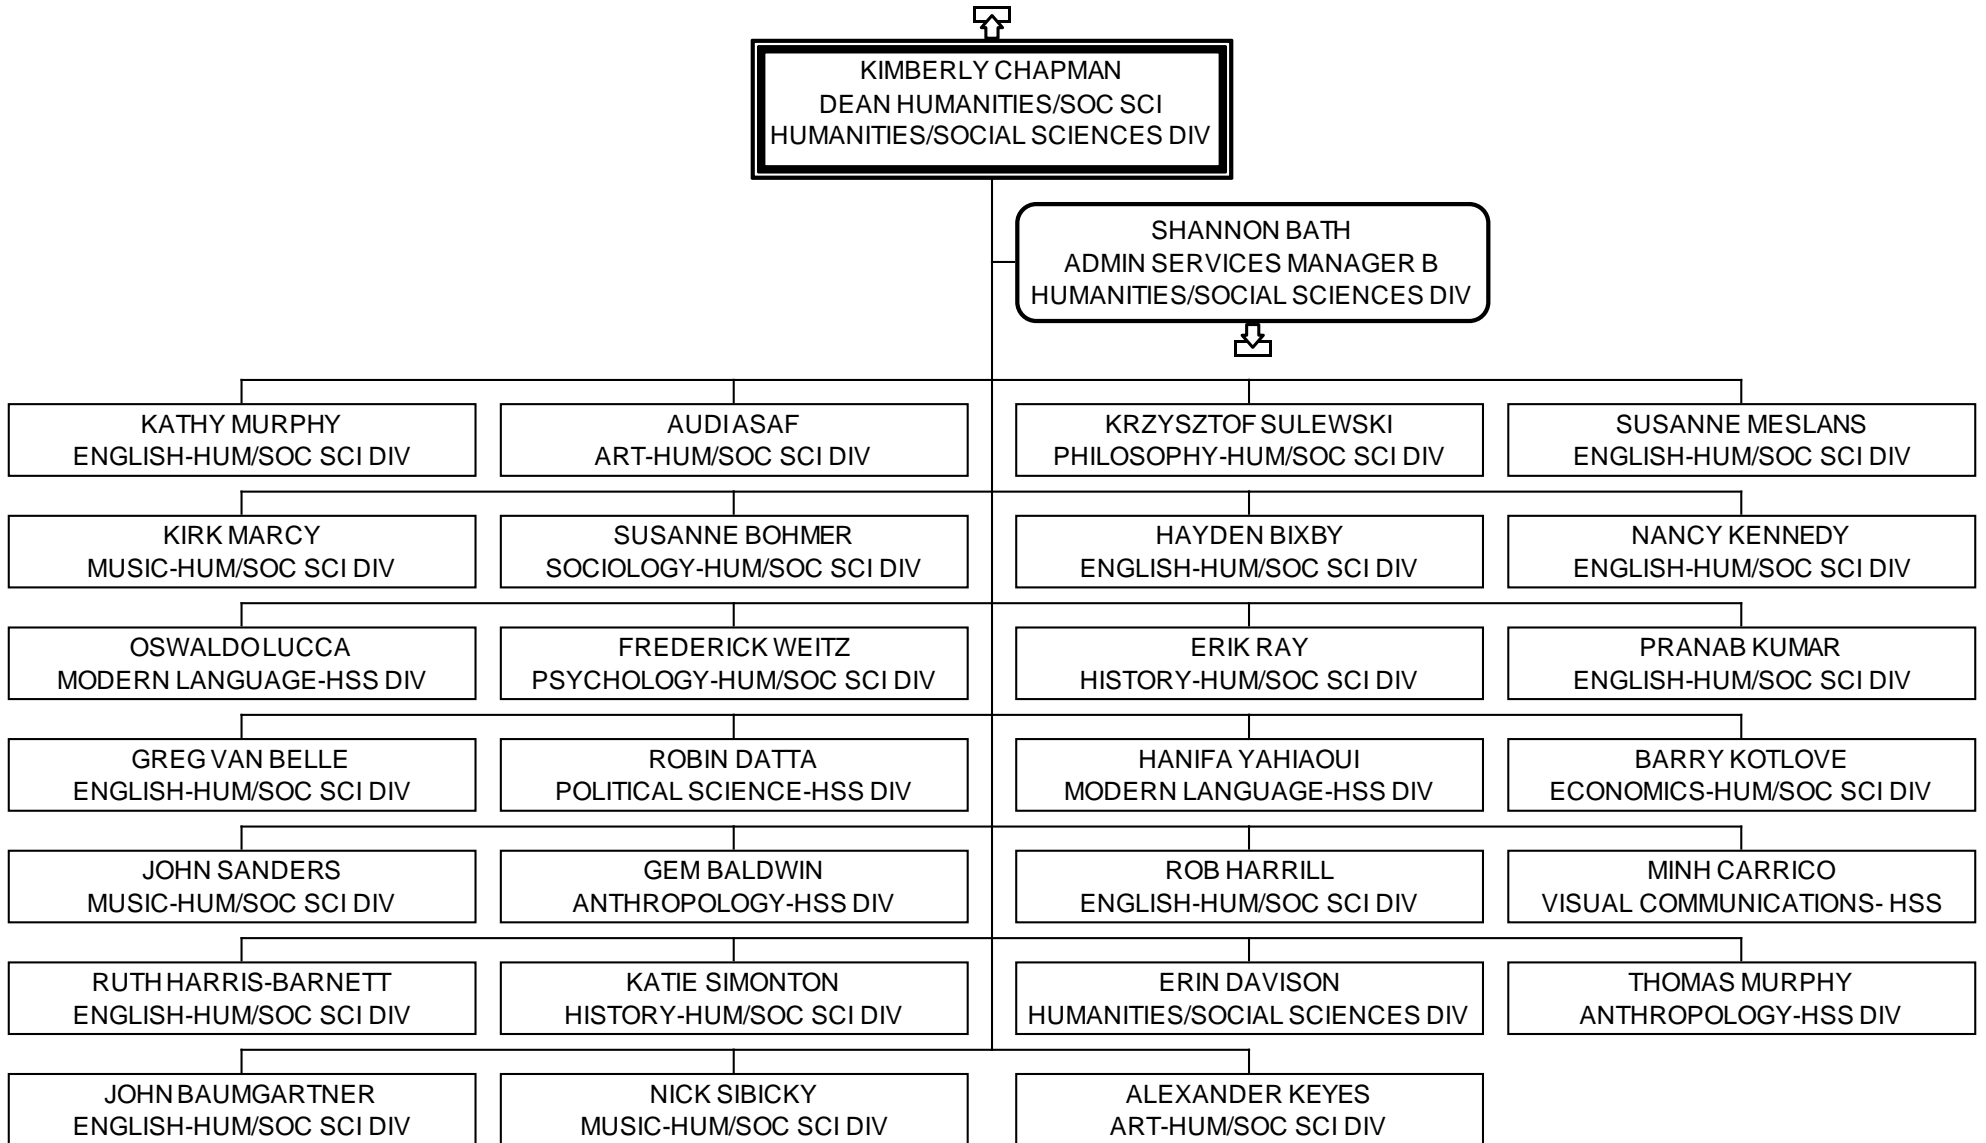 KIMBERLY CHAPMAN
DEAN HUMANITIES/SOC SCI
HUMANITIES/SOCIAL SCIENCES DIV
SHANNON BATH
ADMIN SERVICES MANAGER B
HUMANITIES/SOCIAL SCIENCES DIV
KATHY MURPHY
ENGLISH-HUM/SOC SCI DIV
AUDI ASAF
ART-HUM/SOC SCI DIV
KRZYSZTOF SULEWSKI
PHILOSOPHY-HUM/SOC SCI DIV
SUSANNE MESLANS
ENGLISH-HUM/SOC SCI DIV
KIRK MARCY
MUSIC-HUM/SOC SCI DIV
SUSANNE BOHMER
SOCIOLOGY-HUM/SOC SCI DIV
HAYDEN BIXBY
ENGLISH-HUM/SOC SCI DIV
NANCY KENNEDY
ENGLISH-HUM/SOC SCI DIV
OSWALDO LUCCA
MODERN LANGUAGE-HSS DIV
FREDERICK WEITZ
PSYCHOLOGY-HUM/SOC SCI DIV
ERIK RAY
HISTORY-HUM/SOC SCI DIV
PRANAB KUMAR
ENGLISH-HUM/SOC SCI DIV
GREG VAN BELLE
ENGLISH-HUM/SOC SCI DIV
ROBIN DATTA
POLITICAL SCIENCE-HSS DIV
HANIFA YAHIAOUI
MODERN LANGUAGE-HSS DIV
BARRY KOTLOVE
ECONOMICS-HUM/SOC SCI DIV
JOHN SANDERS
MUSIC-HUM/SOC SCI DIV
GEM BALDWIN
ANTHROPOLOGY-HSS DIV
ROB HARRILL
ENGLISH-HUM/SOC SCI DIV
MINH CARRICO
VISUAL COMMUNICATIONS- HSS
RUTH HARRIS-BARNETT
ENGLISH-HUM/SOC SCI DIV
KATIE SIMONTON
HISTORY-HUM/SOC SCI DIV
ERIN DAVISON
HUMANITIES/SOCIAL SCIENCES DIV
THOMAS MURPHY
ANTHROPOLOGY-HSS DIV
JOHN BAUMGARTNER
ENGLISH-HUM/SOC SCI DIV
NICK SIBICKY
MUSIC-HUM/SOC SCI DIV
ALEXANDER KEYES
ART-HUM/SOC SCI DIV